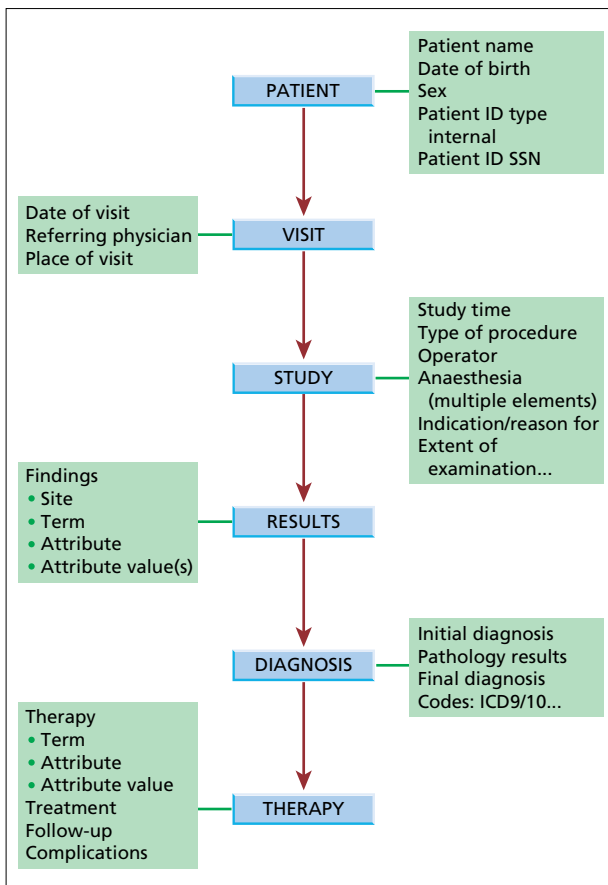 PATIENT
Patient name
Date of birth
Sex
Patient ID type
internal
Patient ID SSN
Date of visit
Referring physician
Place of visit
VISIT
STUDY
Study time
Type of procedure
Operator
Anaesthesia
(multiple elements)
Indication/reason for
Extent of
examination...
Findings
• Site
• Term
• Attribute
• Attribute value(s)
RESULTS
DIAGNOSIS
Initial diagnosis
Pathology results
Final diagnosis
Codes: ICD9/10...
Therapy
• Term
• Attribute
• Attribute value
Treatment
Follow-up
Complications
THERAPY